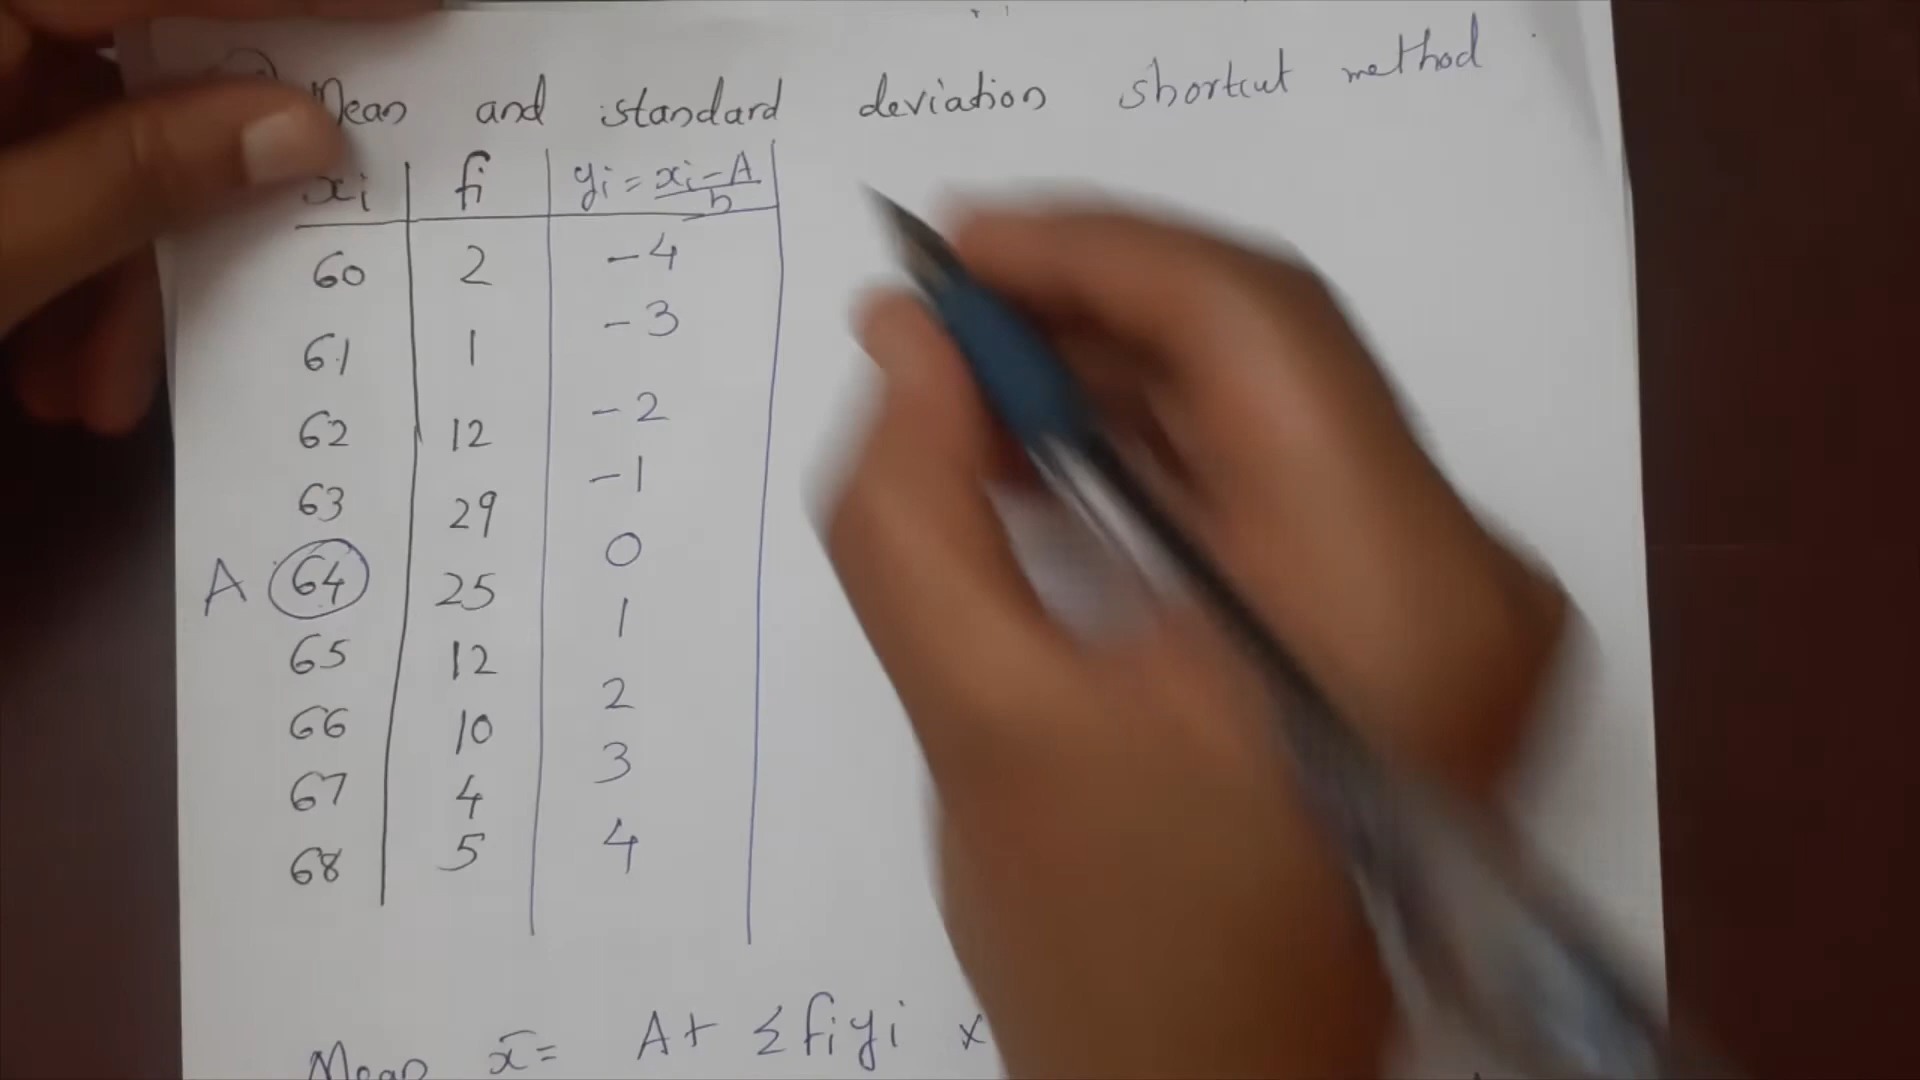 Mean and standard deviation shortcut method
xi fi yi = xi - A / h
60 2 -4
61 1 -3
62 12 -2
63 29 -1
A 64 25 0
65 12 1
66 10 2
67 4 3
68 5 4
Mean x̄ = A + Σfiyi ×